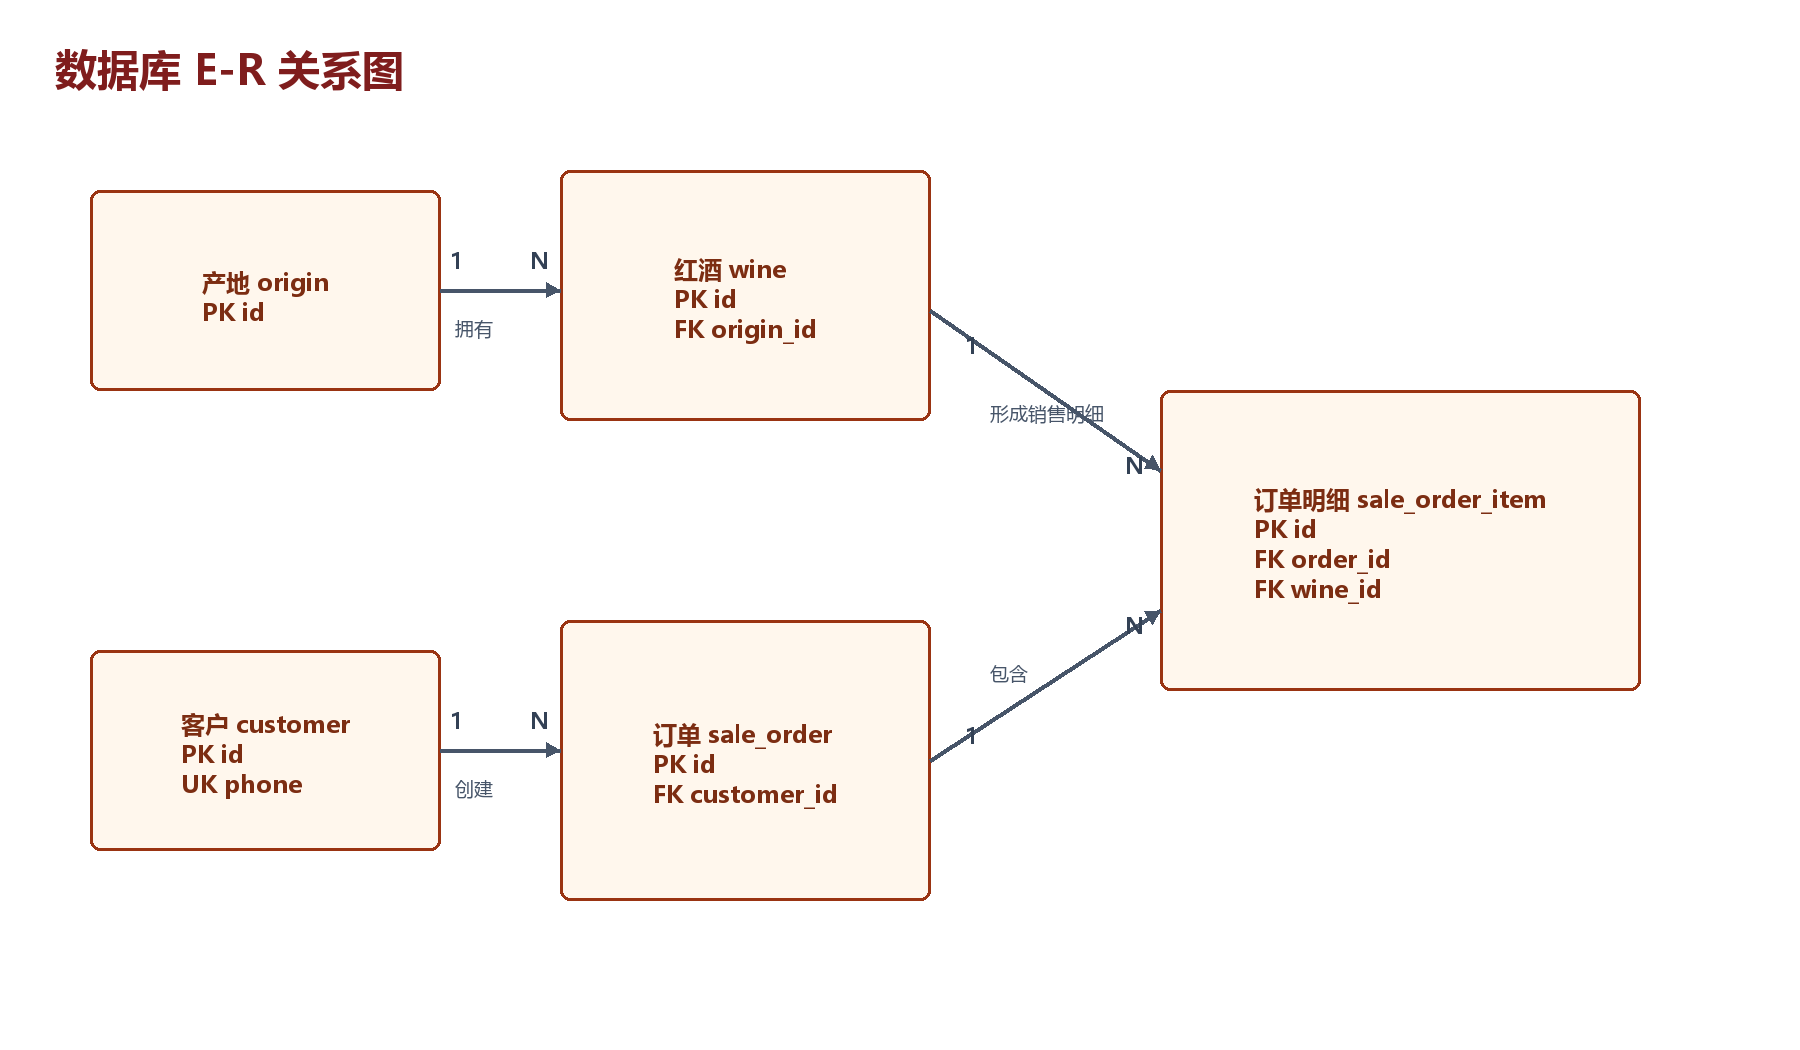 数据库 E-R 关系图
产地 origin
PK id
1
N
拥有
红酒 wine
PK id
FK origin_id
1
形成销售明细
N
订单明细 sale_order_item
PK id
FK order_id
FK wine_id
客户 customer
PK id
UK phone
1
N
创建
订单 sale_order
PK id
FK customer_id
1
包含
N